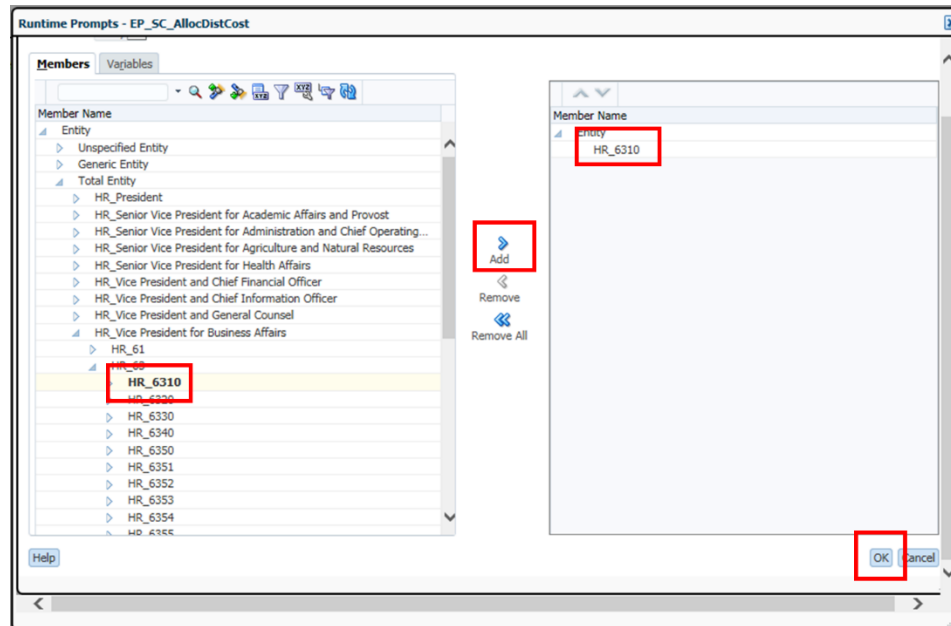 Runtime Prompts - EP_SC_AllocDistCost
Members Variables
Member Name
Entity
Unspecified Entity
Generic Entity
Total Entity
HR_President
HR_Senior Vice President for Academic Affairs and Provost
HR_Senior Vice President for Administration and Chief Operating...
HR_Senior Vice President for Agriculture and Natural Resources
HR_Senior Vice President for Health Affairs
HR_Vice President and Chief Financial Officer
HR_Vice President and Chief Information Officer
HR_Vice President and General Counsel
HR_Vice President for Business Affairs
HR_61
HR_63
HR_6310
HR_6320
HR_6330
HR_6340
HR_6350
HR_6351
HR_6352
HR_6353
HR_6354
HR_6355
Add
Remove
Remove All
Member Name
Entity
HR_6310
Help
OK Cancel